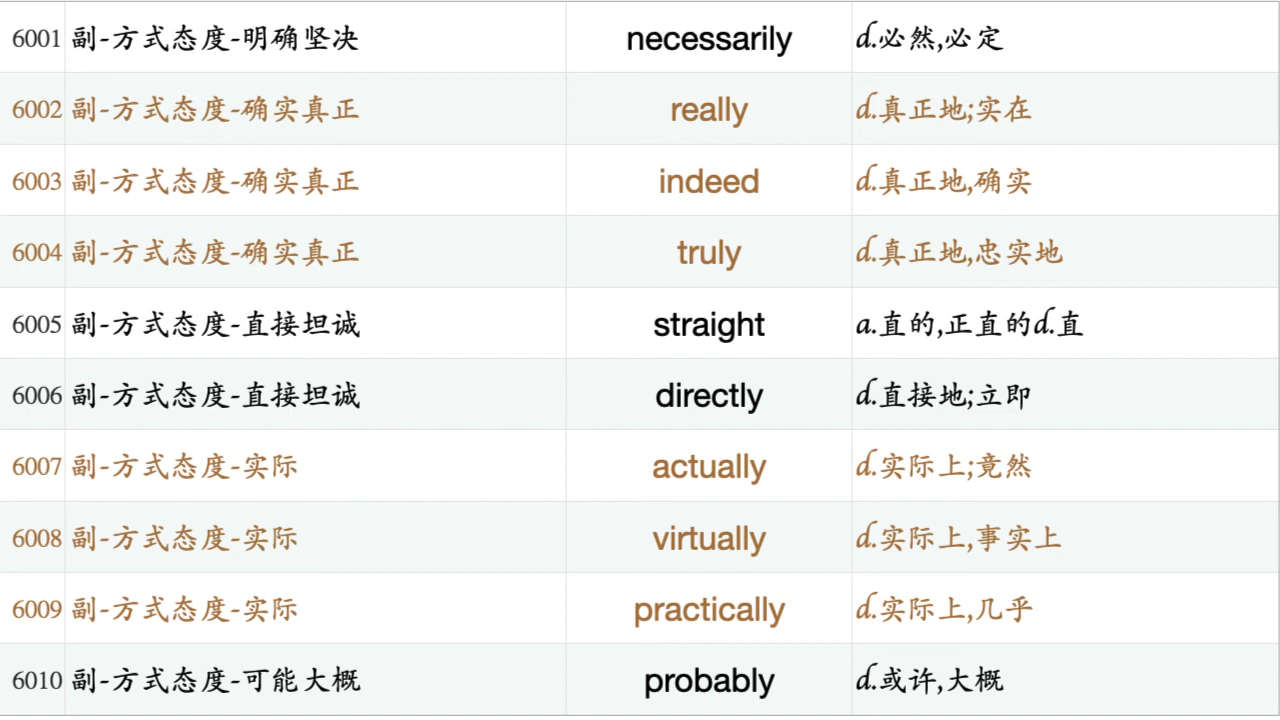 6001 副-方式态度-明确坚决 necessarily d.必然,必定
6002 副-方式态度-确实真正 really d.真正地;实在
6003 副-方式态度-确实真正 indeed d.真正地,确实
6004 副-方式态度-确实真正 truly d.真正地,忠实地
6005 副-方式态度-直接坦诚 straight a.直的,正直的d.直
6006 副-方式态度-直接坦诚 directly d.直接地;立即
6007 副-方式态度-实际 actually d.实际上;竟然
6008 副-方式态度-实际 virtually d.实际上,事实上
6009 副-方式态度-实际 practically d.实际上,几乎
6010 副-方式态度-可能大概 probably d.或许,大概